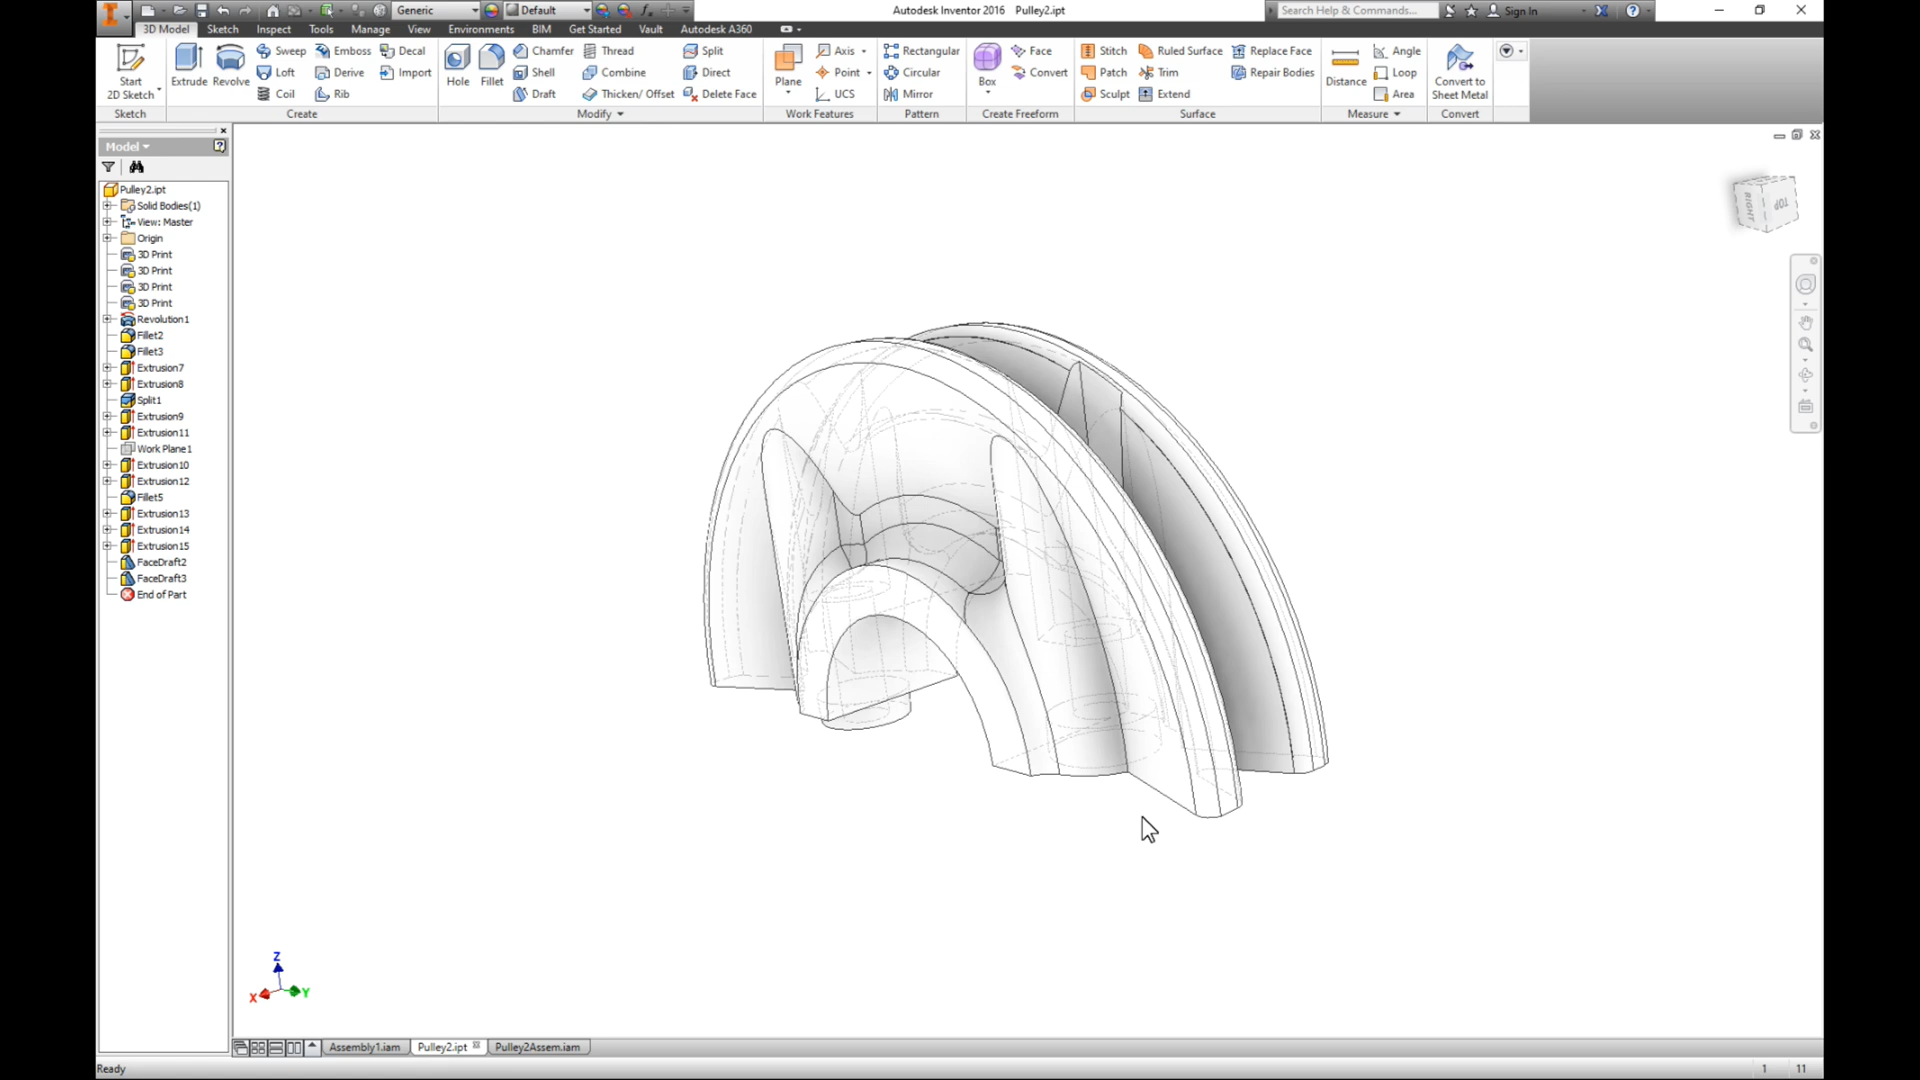 Generic
Default
Autodesk Inventor 2016 Pulley2.ipt
Search Help & Commands...
Sign In
3D Model Sketch Inspect Tools Manage View Environments BIM Get Started Vault Autodesk A360
Start
2D Sketch
Extrude Revolve
Sweep Emboss Decal
Loft Derive Import
Coil Rib
Hole Fillet
Chamfer Thread Split
Shell Combine Direct
Draft Thicken/ Offset Delete Face
Plane
Axis
Point
UCS
Rectangular
Circular
Mirror
Box
Face
Convert
Stitch Ruled Surface Replace Face
Patch Trim Repair Bodies
Sculpt Extend
Distance
Angle
Loop
Area
Convert to
Sheet Metal
Sketch Create Modify Work Features Pattern Create Freeform Surface Measure Convert
Model
Pulley2.ipt
Solid Bodies(1)
View: Master
Origin
3D Print
3D Print
3D Print
3D Print
Revolution1
Fillet2
Fillet3
Extrusion7
Extrusion8
Split1
Extrusion9
Extrusion11
Work Plane1
Extrusion10
Extrusion12
Fillet5
Extrusion13
Extrusion14
Extrusion15
FaceDraft2
FaceDraft3
End of Part
RIGHT
TOP
Z
X
Y
Assembly1.iam Pulley2.ipt Pulley2Assem.iam
Ready
1 11